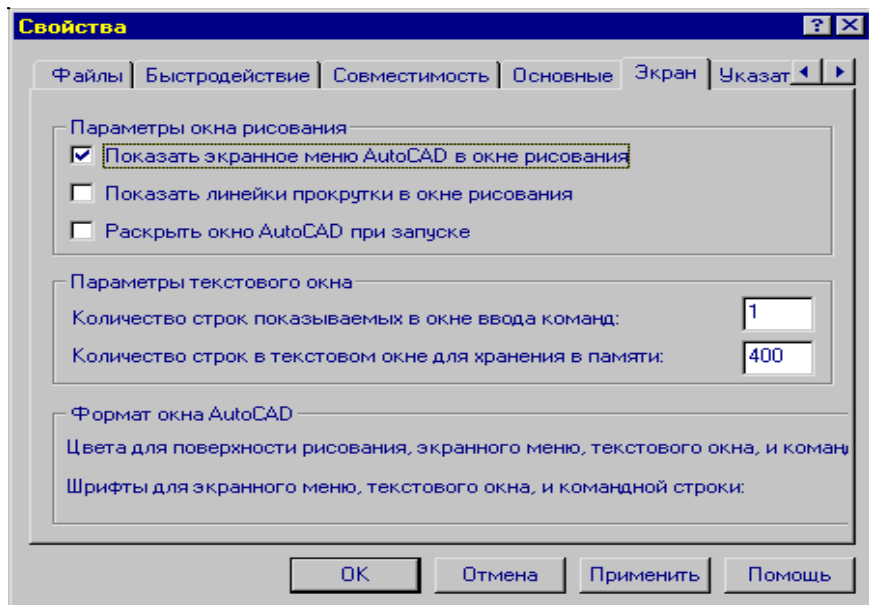 Свойства
Файлы Быстродействие Совместимость Основные Экран Указат
Параметры окна рисования
Показать экранное меню AutoCAD в окне рисования
Показать линейки прокрутки в окне рисования
Раскрыть окно AutoCAD при запуске
Параметры текстового окна
Количество строк показываемых в окне ввода команд: 1
Количество строк в текстовом окне для хранения в памяти: 400
Формат окна AutoCAD
Цвета для поверхности рисования, экранного меню, текстового окна, и команд
Шрифты для экранного меню, текстового окна, и командной строки:
OK Отмена Применить Помощь